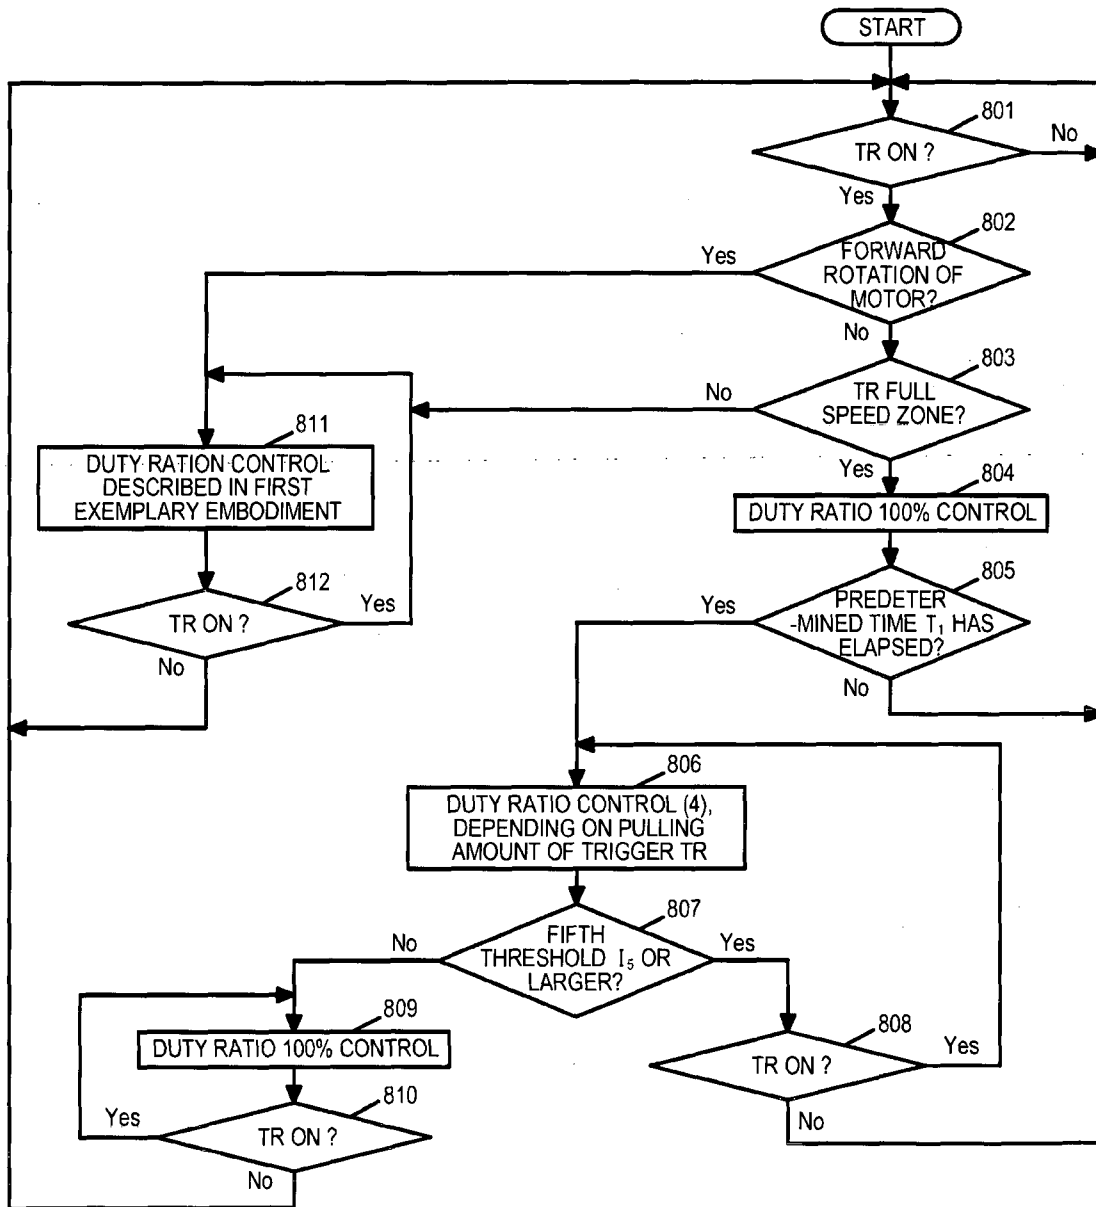 START
801
TR ON ?
No
Yes
802
Yes
FORWARD
ROTATION OF
MOTOR?
No
803
No
TR FULL
SPEED ZONE?
Yes
804
DUTY RATIO 100% CONTROL
811
DUTY RATION CONTROL
DESCRIBED IN FIRST
EXEMPLARY EMBODIMENT
812
TR ON ?
Yes
No
805
Yes
PREDETER
-MINED TIME T₁ HAS
ELAPSED?
No
806
DUTY RATIO CONTROL (4),
DEPENDING ON PULLING
AMOUNT OF TRIGGER TR
807
No
FIFTH
THRESHOLD I₅ OR
LARGER?
Yes
809
DUTY RATIO 100% CONTROL
808
TR ON ?
Yes
No
810
Yes
TR ON ?
No